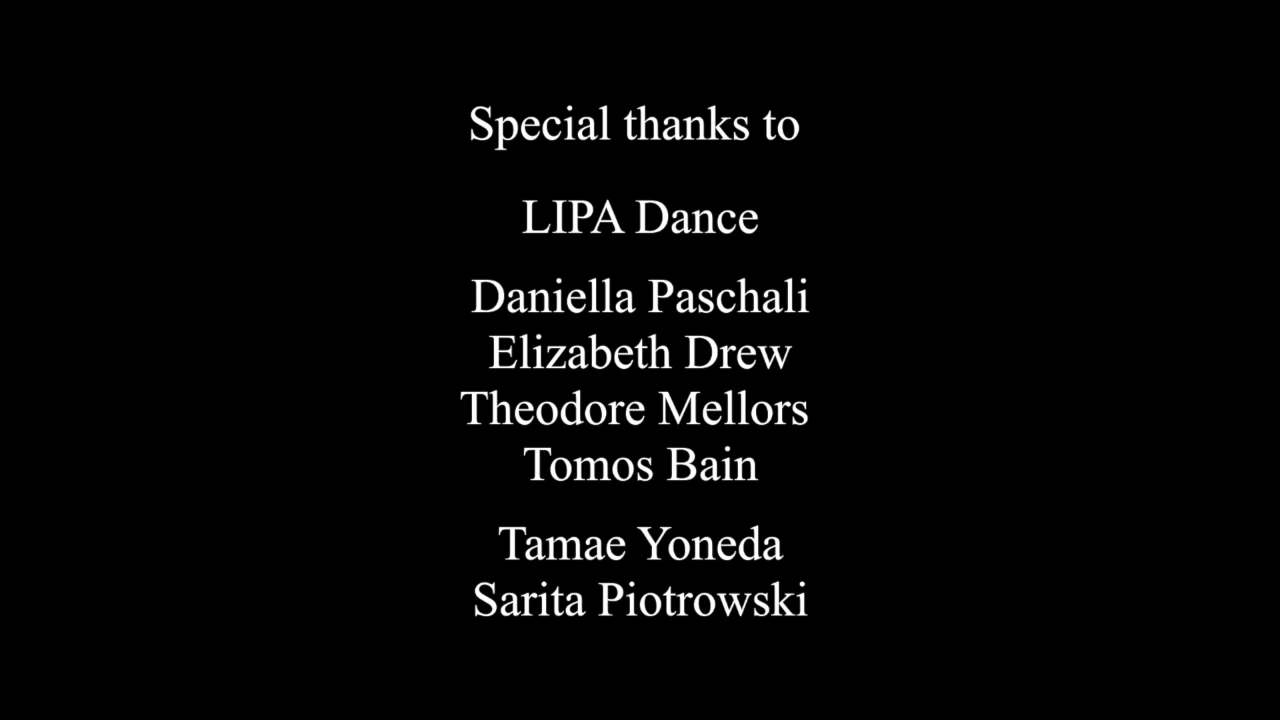 Special thanks to
LIPA Dance
Daniella Paschali
Elizabeth Drew
Theodore Mellors
Tomos Bain
Tamae Yoneda
Sarita Piotrowski